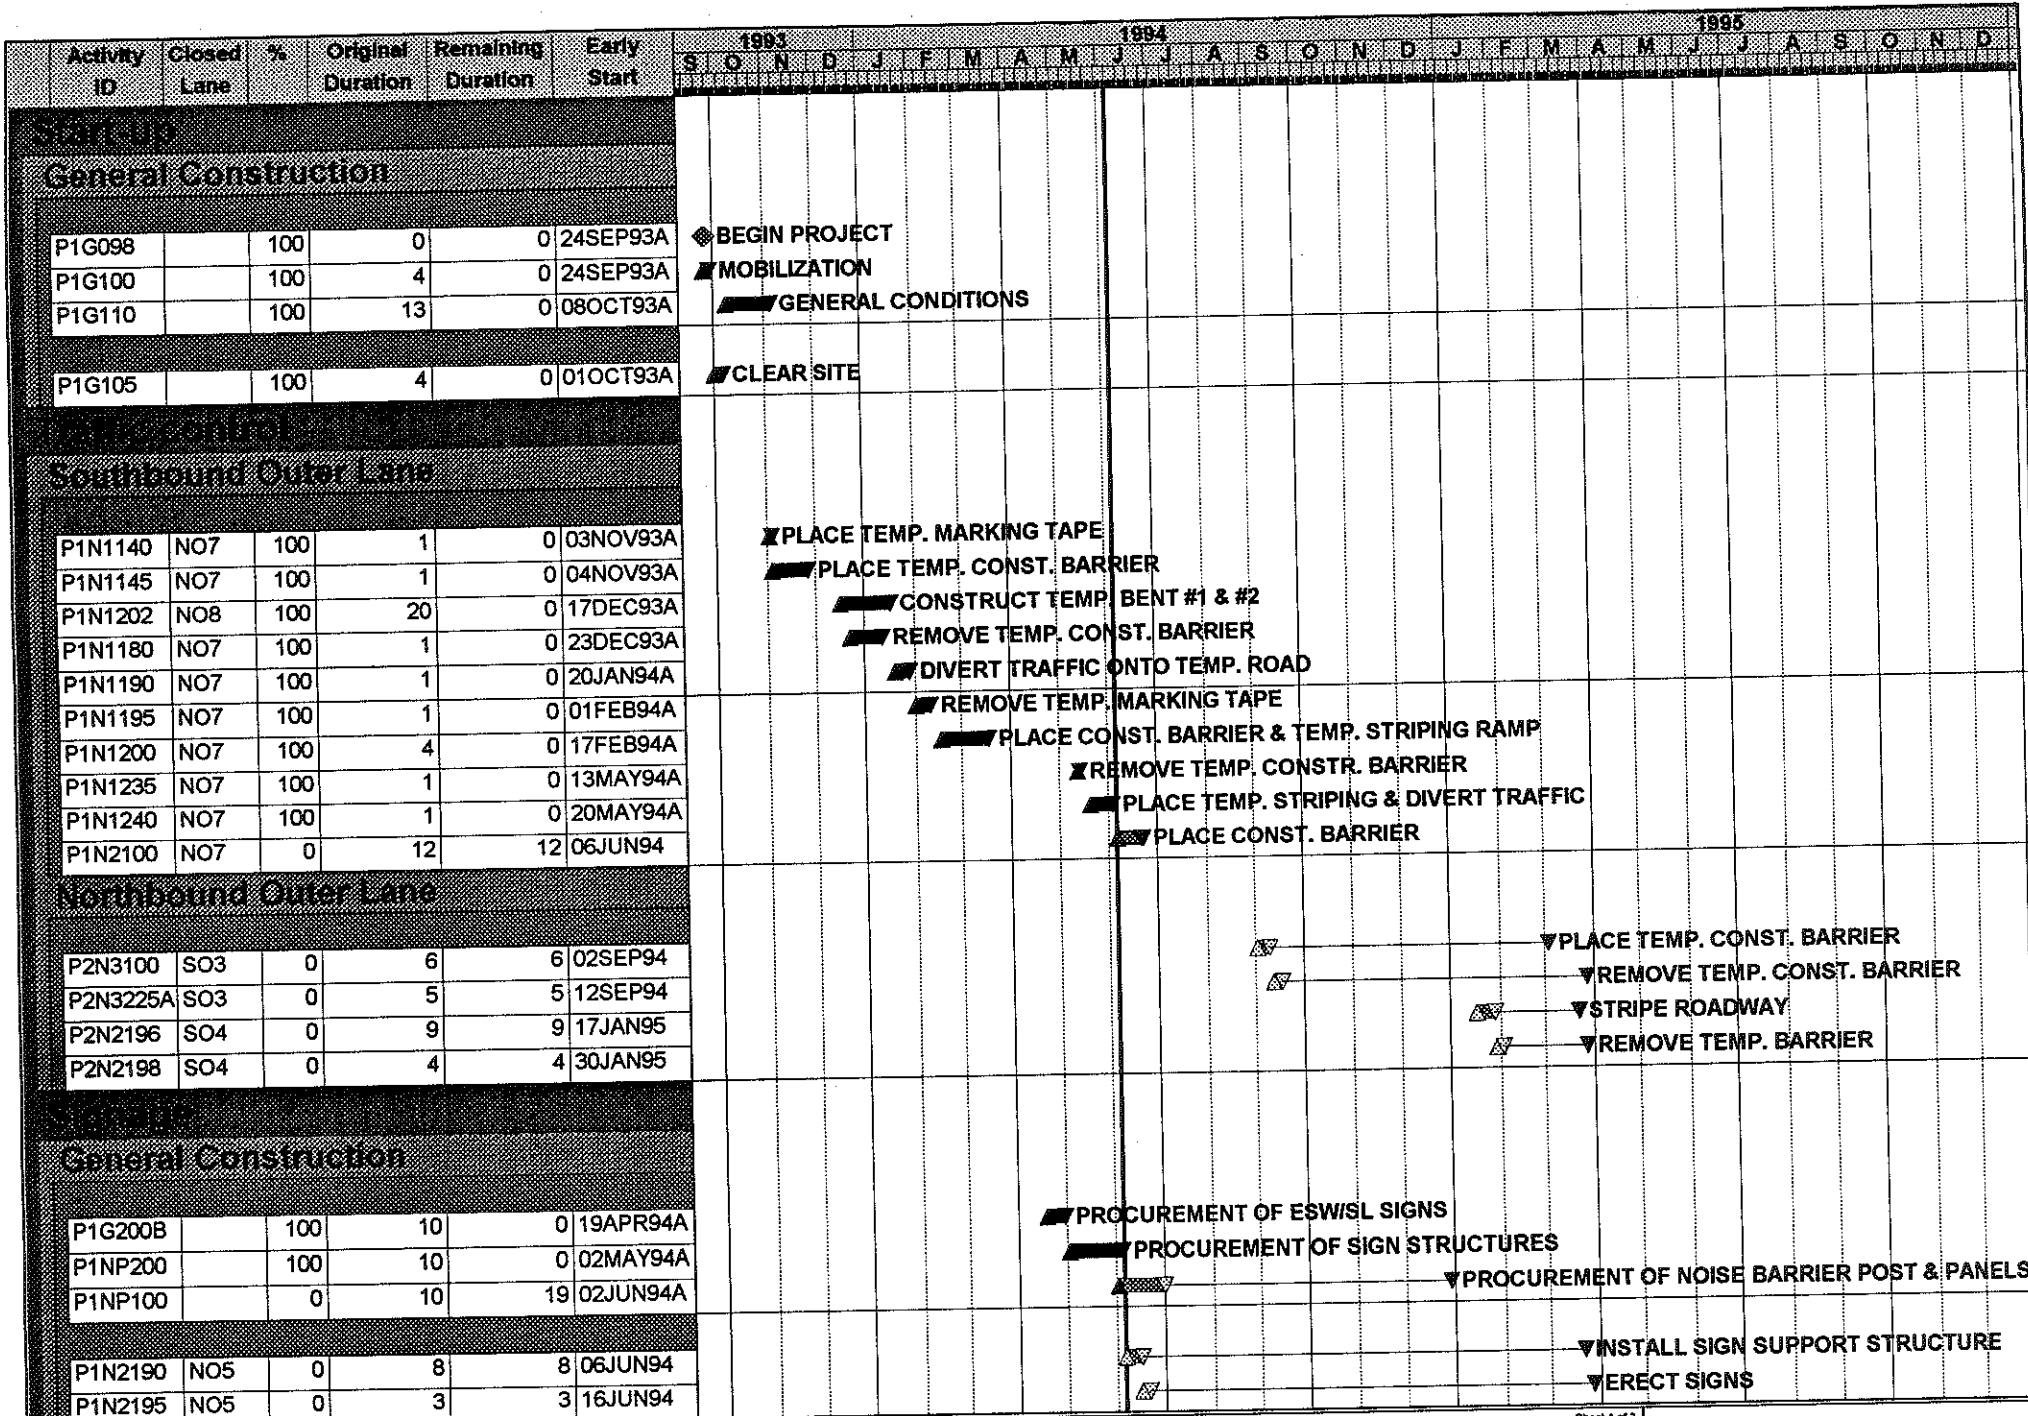 1993 1994 1995
Activity ID Closed Lane % Original Duration Remaining Duration Early Start S O N D J F M A M J J A S O N D J F M A M J J A S O N D
Start-up
General Construction
P1G098 100 0 0 24SEP93A BEGIN PROJECT
P1G100 100 4 0 24SEP93A MOBILIZATION
P1G110 100 13 0 08OCT93A GENERAL CONDITIONS
P1G105 100 4 0 01OCT93A CLEAR SITE
Traffic control
Southbound Outer Lane
P1N1140 NO7 100 1 0 03NOV93A PLACE TEMP. MARKING TAPE
P1N1145 NO7 100 1 0 04NOV93A PLACE TEMP. CONST. BARRIER
P1N1202 NO8 100 20 0 17DEC93A CONSTRUCT TEMP. BENT #1 & #2
P1N1180 NO7 100 1 0 23DEC93A REMOVE TEMP. CONST. BARRIER
P1N1190 NO7 100 1 0 20JAN94A DIVERT TRAFFIC ONTO TEMP. ROAD
P1N1195 NO7 100 1 0 01FEB94A REMOVE TEMP. MARKING TAPE
P1N1200 NO7 100 4 0 17FEB94A PLACE CONST. BARRIER & TEMP. STRIPING RAMP
P1N1235 NO7 100 1 0 13MAY94A REMOVE TEMP. CONSTR. BARRIER
P1N1240 NO7 100 1 0 20MAY94A PLACE TEMP. STRIPING & DIVERT TRAFFIC
P1N2100 NO7 0 12 12 06JUN94 PLACE CONST. BARRIER
Northbound Outer Lane
P2N3100 SO3 0 6 6 02SEP94 PLACE TEMP. CONST. BARRIER
P2N3225A SO3 0 5 5 12SEP94 REMOVE TEMP. CONST. BARRIER
P2N2196 SO4 0 9 9 17JAN95 STRIPE ROADWAY
P2N2198 SO4 0 4 4 30JAN95 REMOVE TEMP. BARRIER
Signage
General Construction
P1G200B 100 10 0 19APR94A PROCUREMENT OF ESW/SL SIGNS
P1NP200 100 10 0 02MAY94A PROCUREMENT OF SIGN STRUCTURES
P1NP100 0 10 19 02JUN94A PROCUREMENT OF NOISE BARRIER POST & PANELS
P1N2190 NO5 0 8 8 06JUN94 INSTALL SIGN SUPPORT STRUCTURE
P1N2195 NO5 0 3 3 16JUN94 ERECT SIGNS